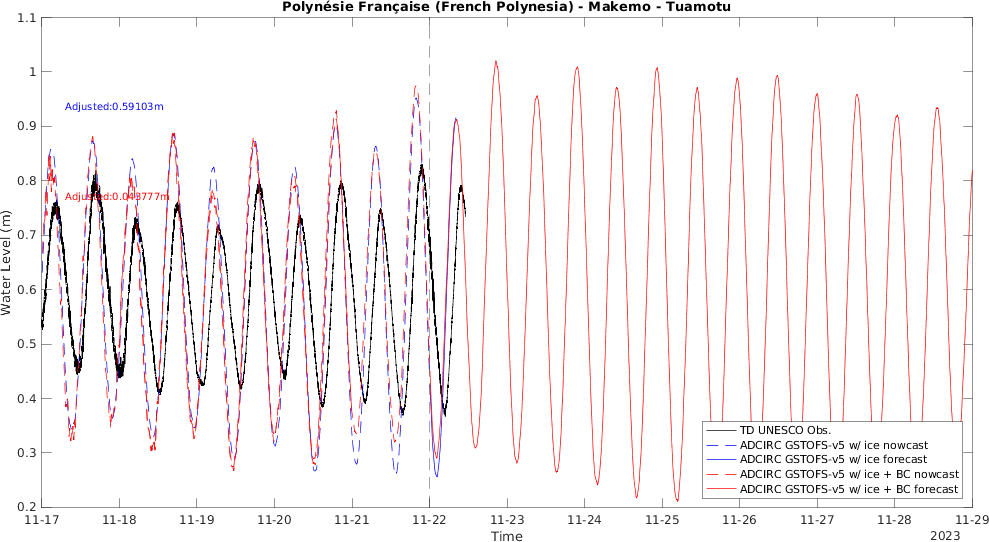 Polynésie Française (French Polynesia) - Makemo - Tuamotu
1.1
1
0.9
0.8
0.7
0.6
0.5
0.4
0.3
0.2
Water Level (m)
Adjusted:0.59103m
Adjusted:0.043777m
TD UNESCO Obs.
ADCIRC GSTOFS-v5 w/ ice nowcast
ADCIRC GSTOFS-v5 w/ ice forecast
ADCIRC GSTOFS-v5 w/ ice + BC nowcast
ADCIRC GSTOFS-v5 w/ ice + BC forecast
11-17 11-18 11-19 11-20 11-21 11-22 11-23 11-24 11-25 11-26 11-27 11-28 11-29
Time
2023